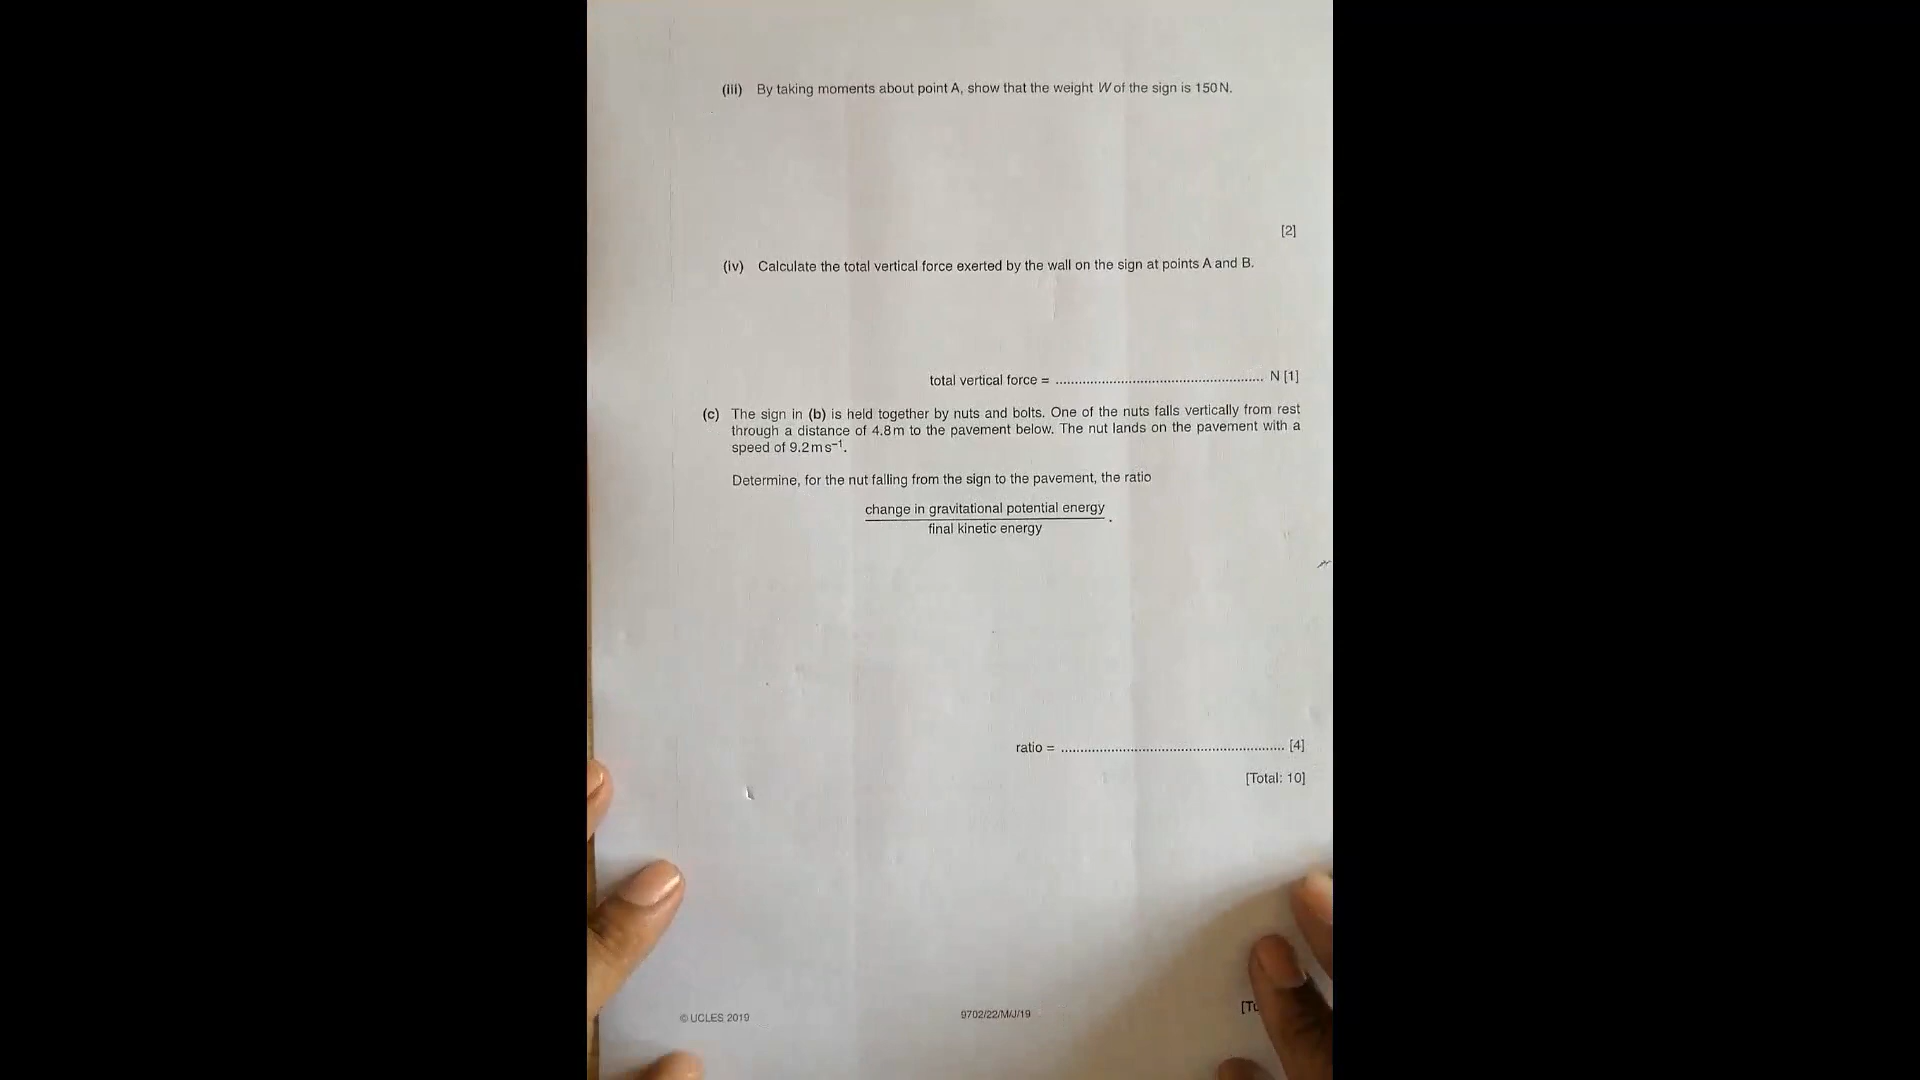 (iii) By taking moments about point A, show that the weight W of the sign is 150 N.
[2]
(iv) Calculate the total vertical force exerted by the wall on the sign at points A and B.
total vertical force = ........................................................ N [1]
(c) The sign in (b) is held together by nuts and bolts. One of the nuts falls vertically from rest
through a distance of 4.8 m to the pavement below. The nut lands on the pavement with a
speed of 9.2 m s⁻¹.
Determine, for the nut falling from the sign to the pavement, the ratio
change in gravitational potential energy
final kinetic energy .
ratio = ............................................................ [4]
[Total: 10]
© UCLES 2019
9702/22/M/J/19